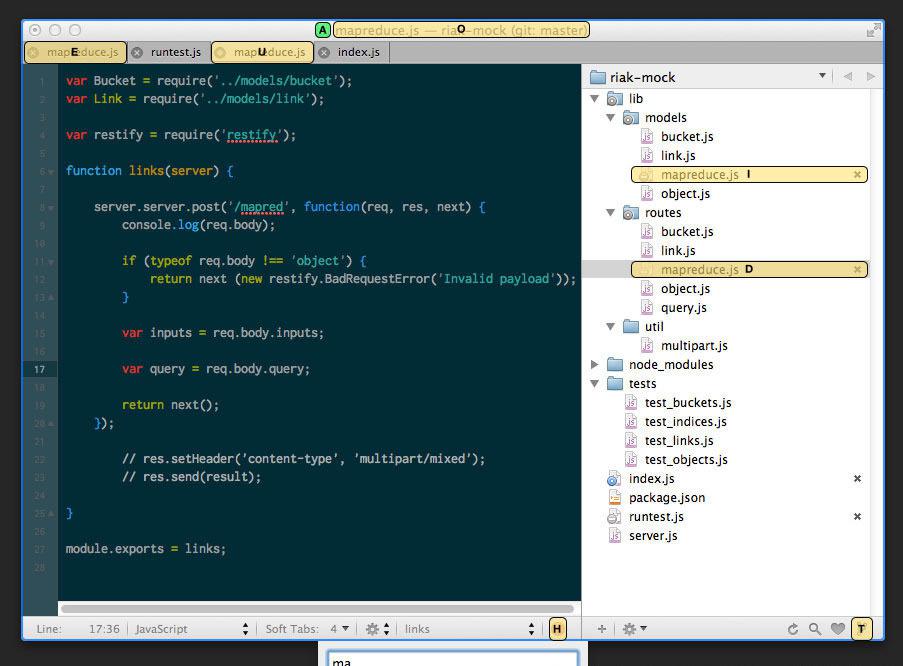 A mapreduce.js — riak-mock (git: master) O
mapreduce.js E runtest.js mapreduce.js U index.js
1 var Bucket = require('../models/bucket');
2 var Link = require('../models/link');
3
4 var restify = require('restify');
5
6 function links(server) {
7
8 server.server.post('/mapred', function(req, res, next) {
9 console.log(req.body);
10
11 if (typeof req.body !== 'object') {
12 return next (new restify.BadRequestError('Invalid payload'));
13 }
14
15 var inputs = req.body.inputs;
16
17 var query = req.body.query;
18
19 return next();
20 });
21
22 // res.setHeader('content-type', 'multipart/mixed');
23 // res.send(result);
24
25 }
26
27 module.exports = links;
28
riak-mock
lib
models
bucket.js
link.js
mapreduce.js I
object.js
routes
bucket.js
link.js
mapreduce.js D
object.js
query.js
util
multipart.js
node_modules
tests
test_buckets.js
test_indices.js
test_links.js
test_objects.js
index.js
package.json
runtest.js
server.js
Line: 17:36 JavaScript Soft Tabs: 4 links H T
ma